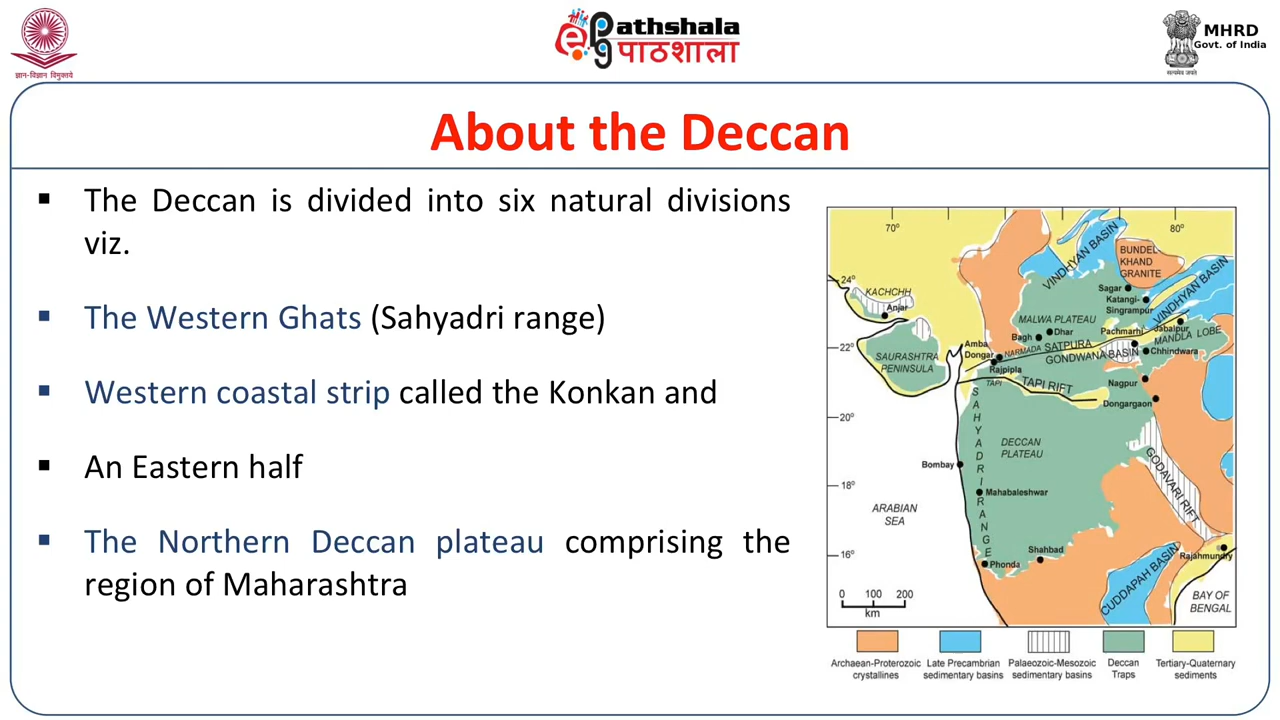 ज्ञान-विज्ञान विमुक्तये
ePathshala
पाठशाला
सत्यमेव जयते
MHRD
Govt. of India
About the Deccan
▪ The Deccan is divided into six natural divisions
viz.
▪ The Western Ghats (Sahyadri range)
▪ Western coastal strip called the Konkan and
▪ An Eastern half
▪ The Northern Deccan plateau comprising the
region of Maharashtra
70° 80°
24°
22°
20°
18°
16°
VINDHYAN BASIN
BUNDEL-
KHAND
GRANITE
VINDHYAN BASIN
KACHCHH
Anjar
Sagar
Katangi-
Singrampur
MALWA PLATEAU
Dhar
Bagh
Pachmarhi
Jabalpur
MANDLA LOBE
SAURASHTRA
PENINSULA
Amba
Dongar
NARMADA
SATPURA
GONDWANA BASIN
Chhindwara
Rajpipla
TAPI
TAPI RIFT
Nagpur
Dongargaon
SAHYADRI RANGE
DECCAN
PLATEAU
GODAVARI RIFT
Bombay
Mahabaleshwar
ARABIAN
SEA
Shahbad
Phonda
Rajahmundry
CUDDAPAH BASIN
BAY OF
BENGAL
0 100 200
km
Archaean-Proterozoic
crystallines
Late Precambrian
sedimentary basins
Palaeozoic-Mesozoic
sedimentary basins
Deccan
Traps
Tertiary-Quaternary
sediments